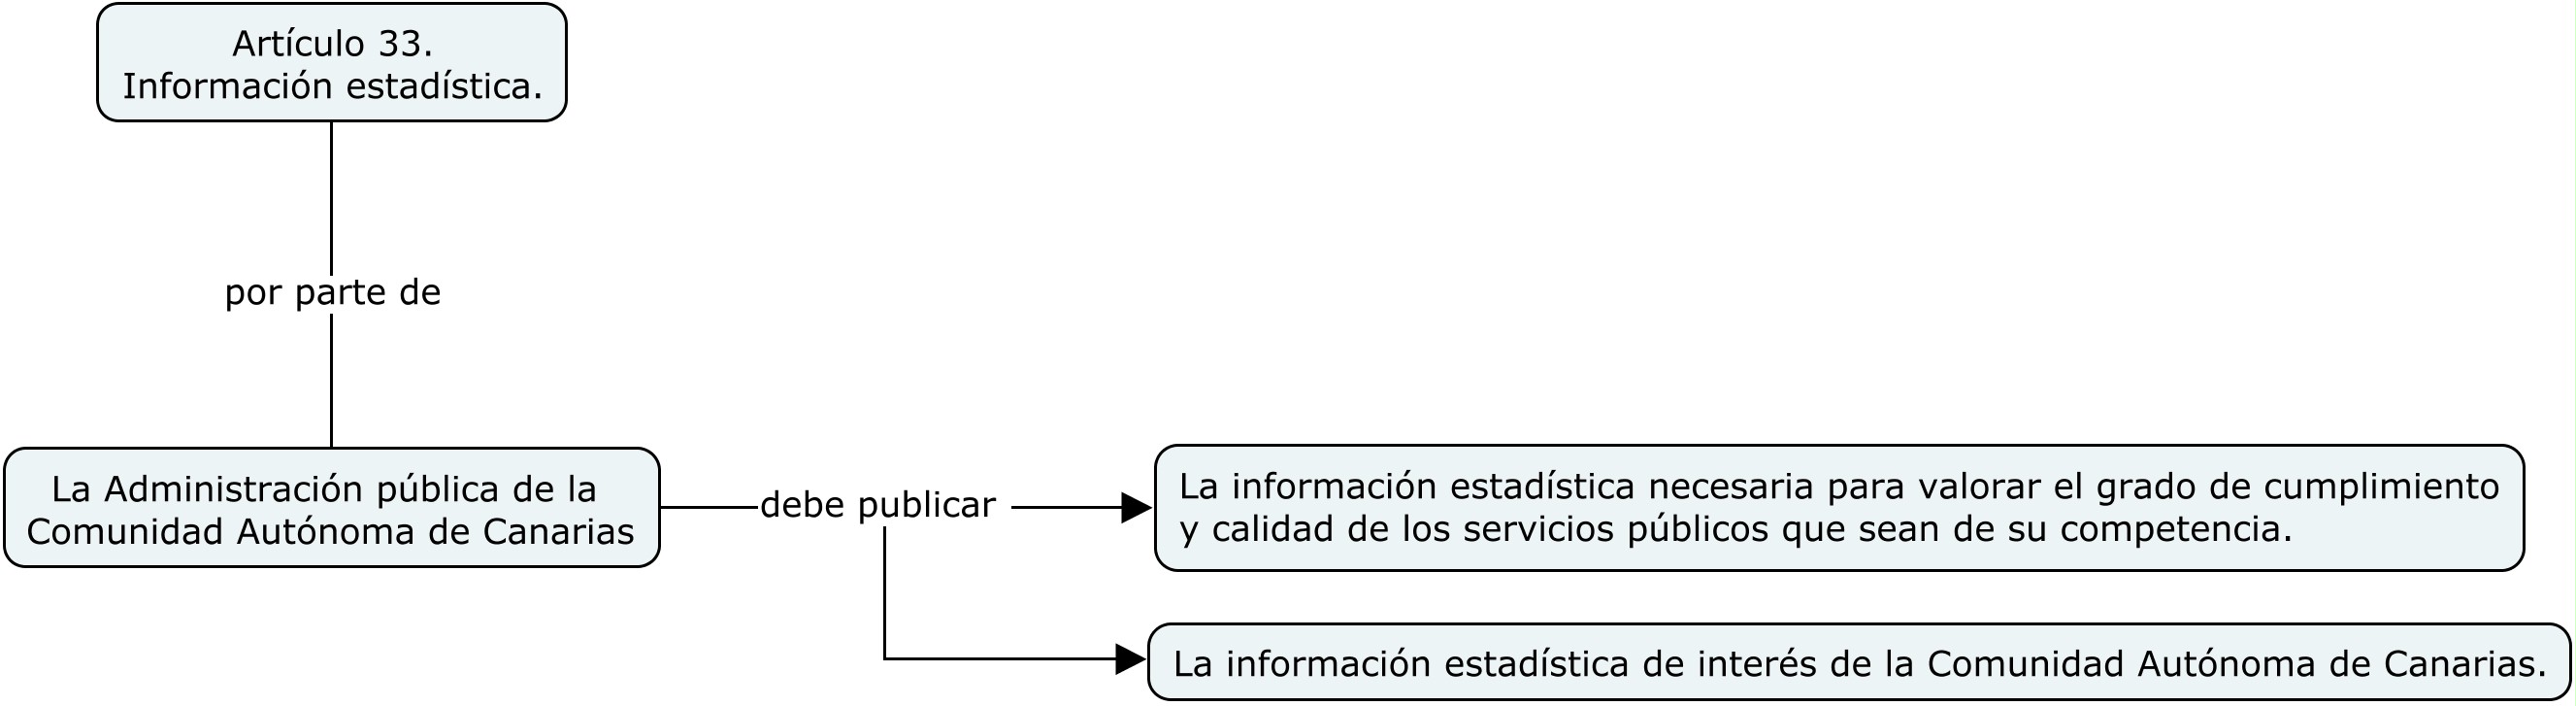 Artículo 33.
Información estadística.
por parte de
La Administración pública de la
Comunidad Autónoma de Canarias
debe publicar
La información estadística necesaria para valorar el grado de cumplimiento
y calidad de los servicios públicos que sean de su competencia.
La información estadística de interés de la Comunidad Autónoma de Canarias.